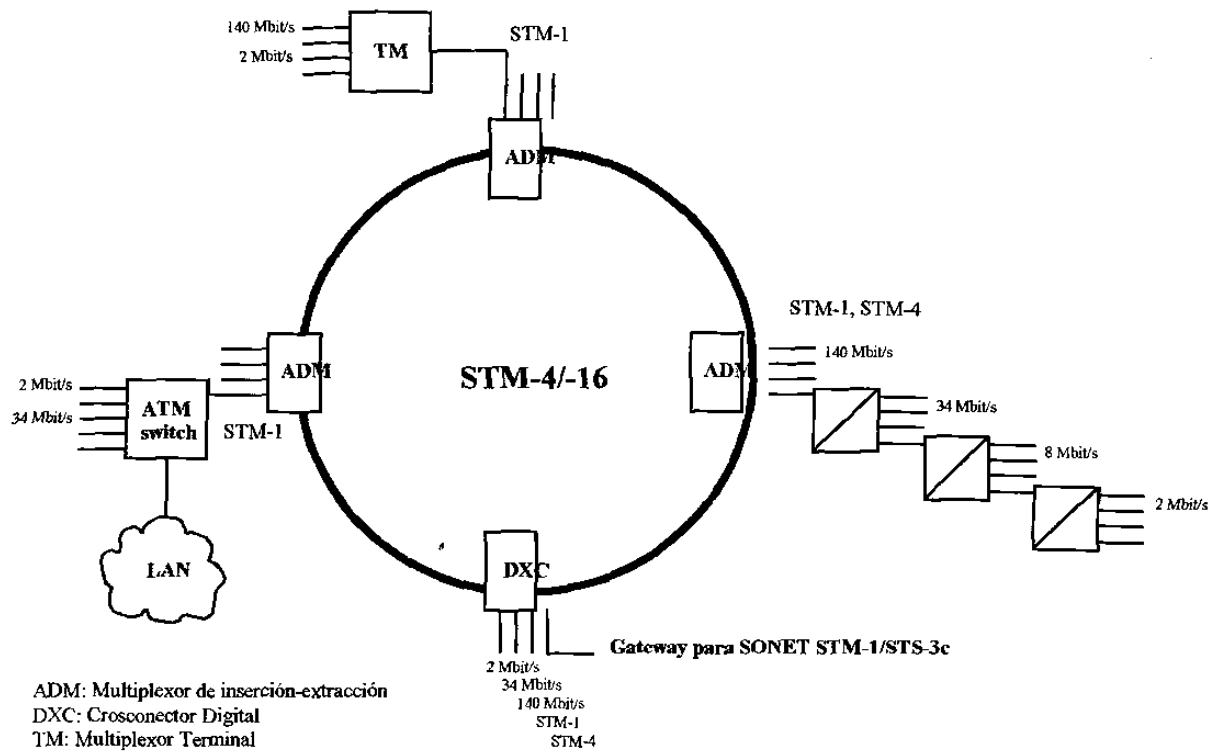 140 Mbit/s
2 Mbit/s
TM
STM-1
ADM
STM-1, STM-4
ADM
STM-4/-16
ADM
140 Mbit/s
34 Mbit/s
8 Mbit/s
2 Mbit/s
2 Mbit/s
34 Mbit/s
ATM
switch
STM-1
LAN
DXC
Gateway para SONET STM-1/STS-3c
2 Mbit/s
34 Mbit/s
140 Mbit/s
STM-1
STM-4
ADM: Multiplexor de inserción-extracción
DXC: Crosconector Digital
TM: Multiplexor Terminal